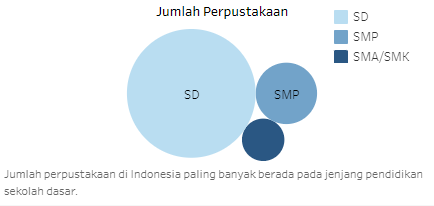 Jumlah Perpustakaan
SD
SMP
SMA/SMK
SD
SMP
Jumlah perpustakaan di Indonesia paling banyak berada pada jenjang pendidikan
sekolah dasar.